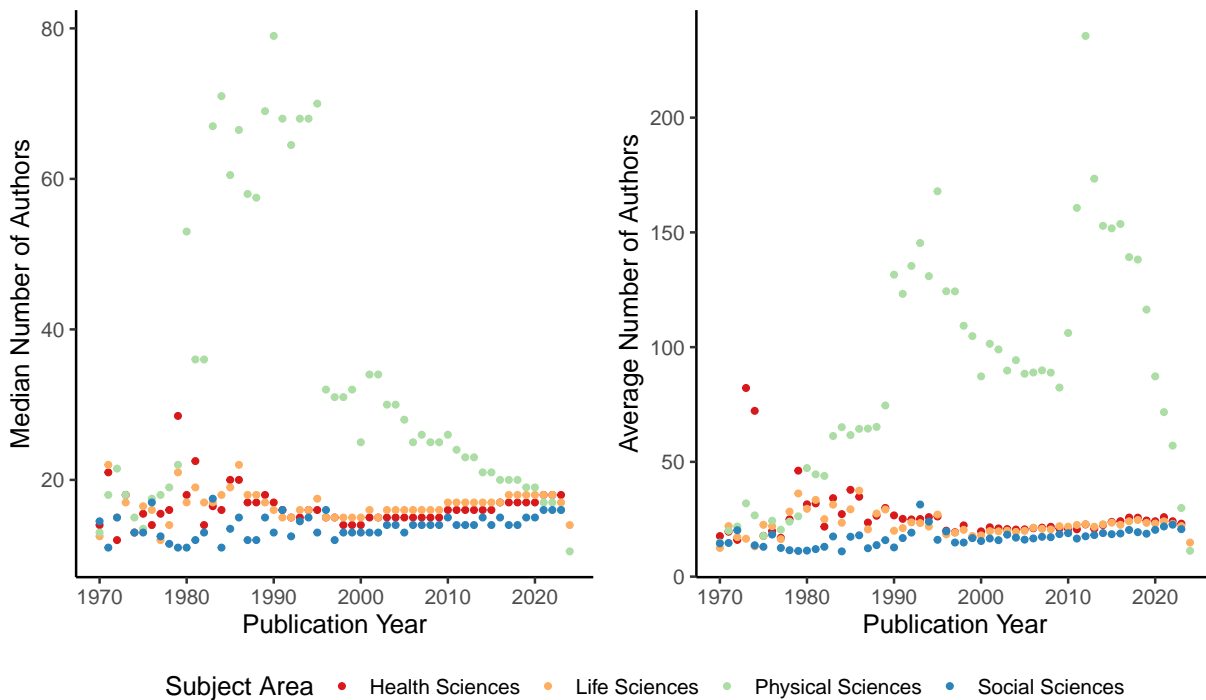 Median Number of Authors
80
60
40
20
1970 1980 1990 2000 2010 2020
Publication Year
Average Number of Authors
200
150
100
50
0
1970 1980 1990 2000 2010 2020
Publication Year
Subject Area Health Sciences Life Sciences Physical Sciences Social Sciences